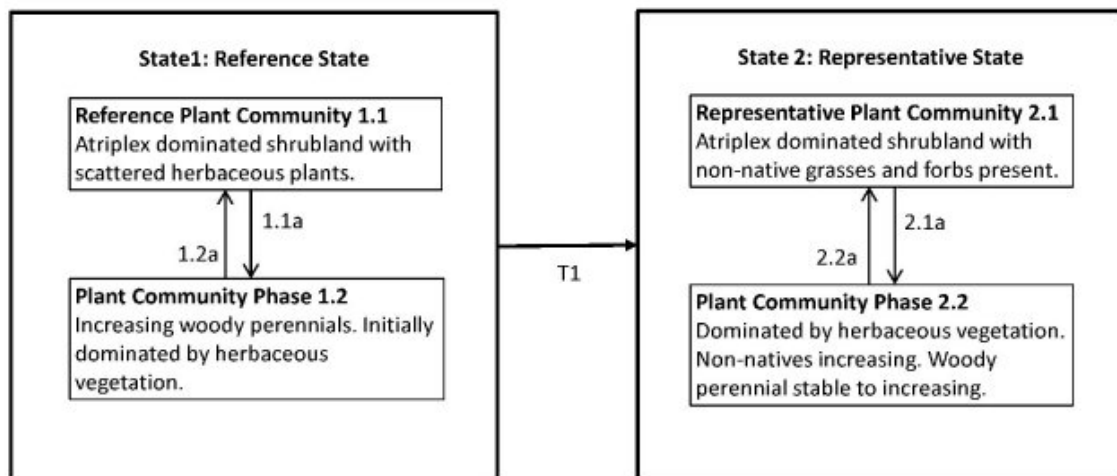 State1: Reference State
Reference Plant Community 1.1
Atriplex dominated shrubland with
scattered herbaceous plants.
1.1a
1.2a
Plant Community Phase 1.2
Increasing woody perennials. Initially
dominated by herbaceous
vegetation.
T1
State 2: Representative State
Representative Plant Community 2.1
Atriplex dominated shrubland with
non-native grasses and forbs present.
2.1a
2.2a
Plant Community Phase 2.2
Dominated by herbaceous vegetation.
Non-natives increasing. Woody
perennial stable to increasing.